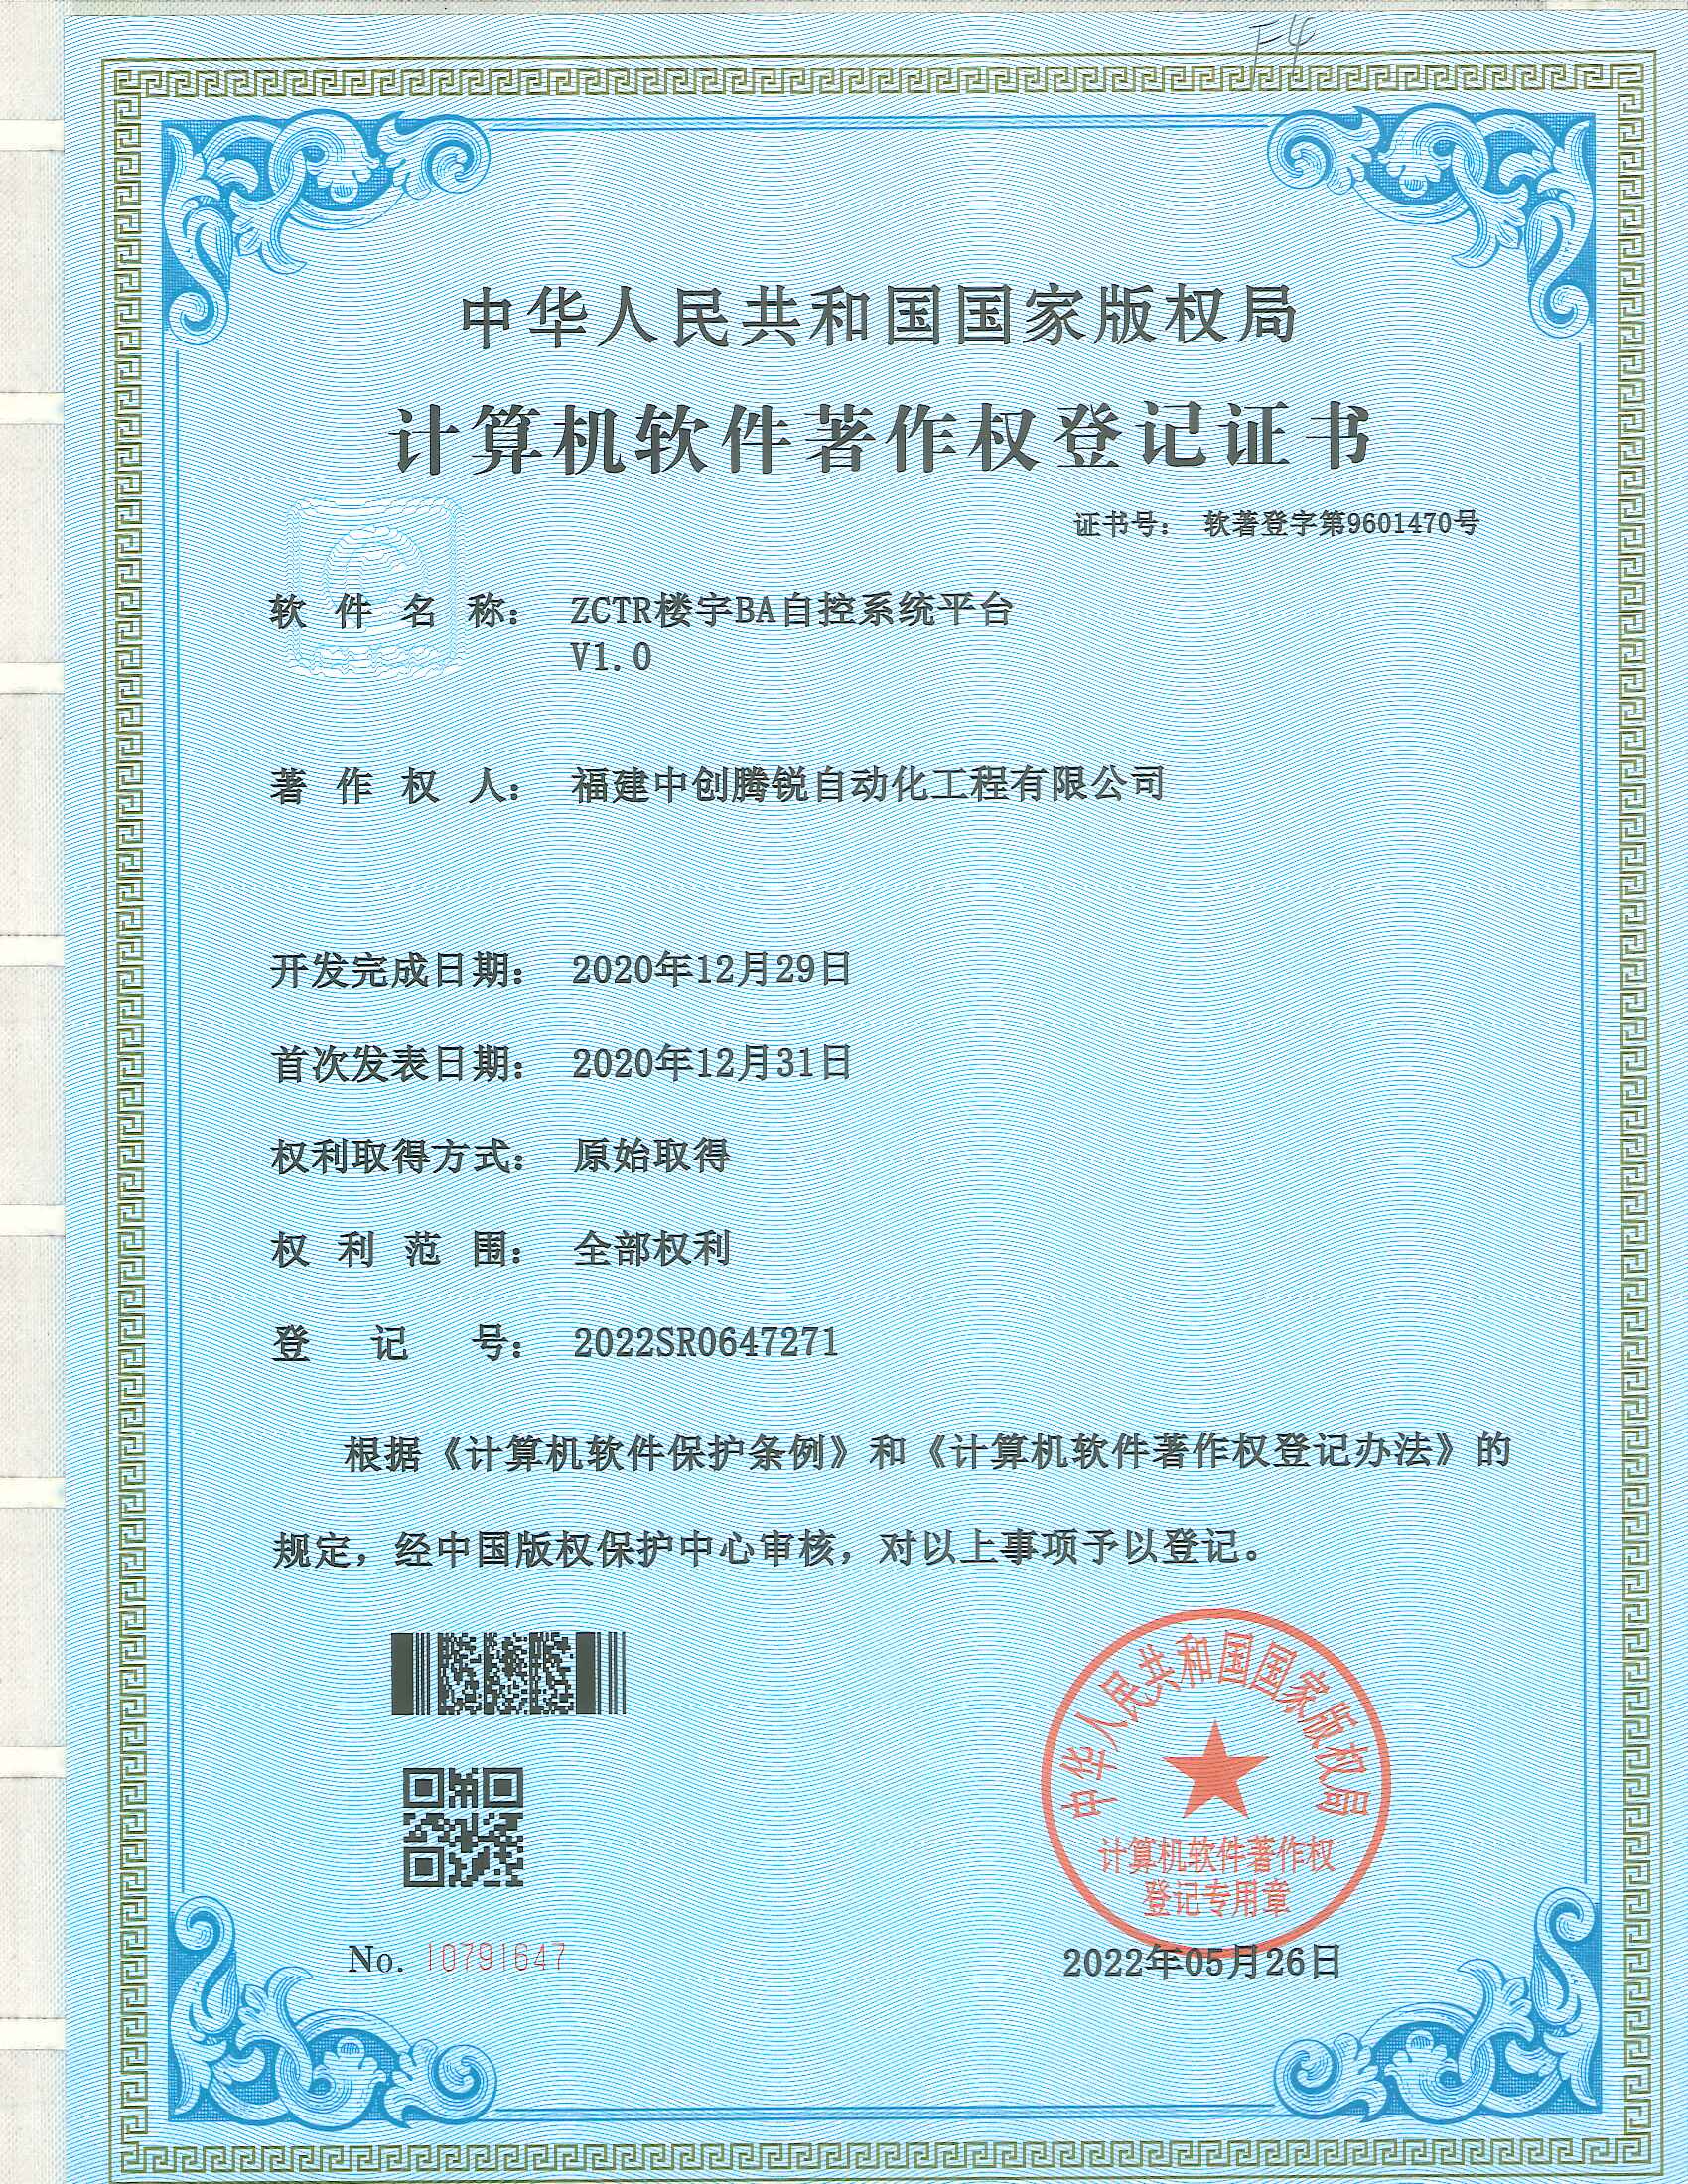 F4
中华人民共和国国家版权局
计算机软件著作权登记证书
证书号： 软著登字第9601470号
软件名称： ZCTR楼宇BA自控系统平台
V1.0
著作权人： 福建中创腾锐自动化工程有限公司
开发完成日期： 2020年12月29日
首次发表日期： 2020年12月31日
权利取得方式： 原始取得
权利范围： 全部权利
登记号： 2022SR0647271
根据《计算机软件保护条例》和《计算机软件著作权登记办法》的
规定，经中国版权保护中心审核，对以上事项予以登记。
中华人民共和国国家版权局
计算机软件著作权
登记专用章
No. 10791647
2022年05月26日